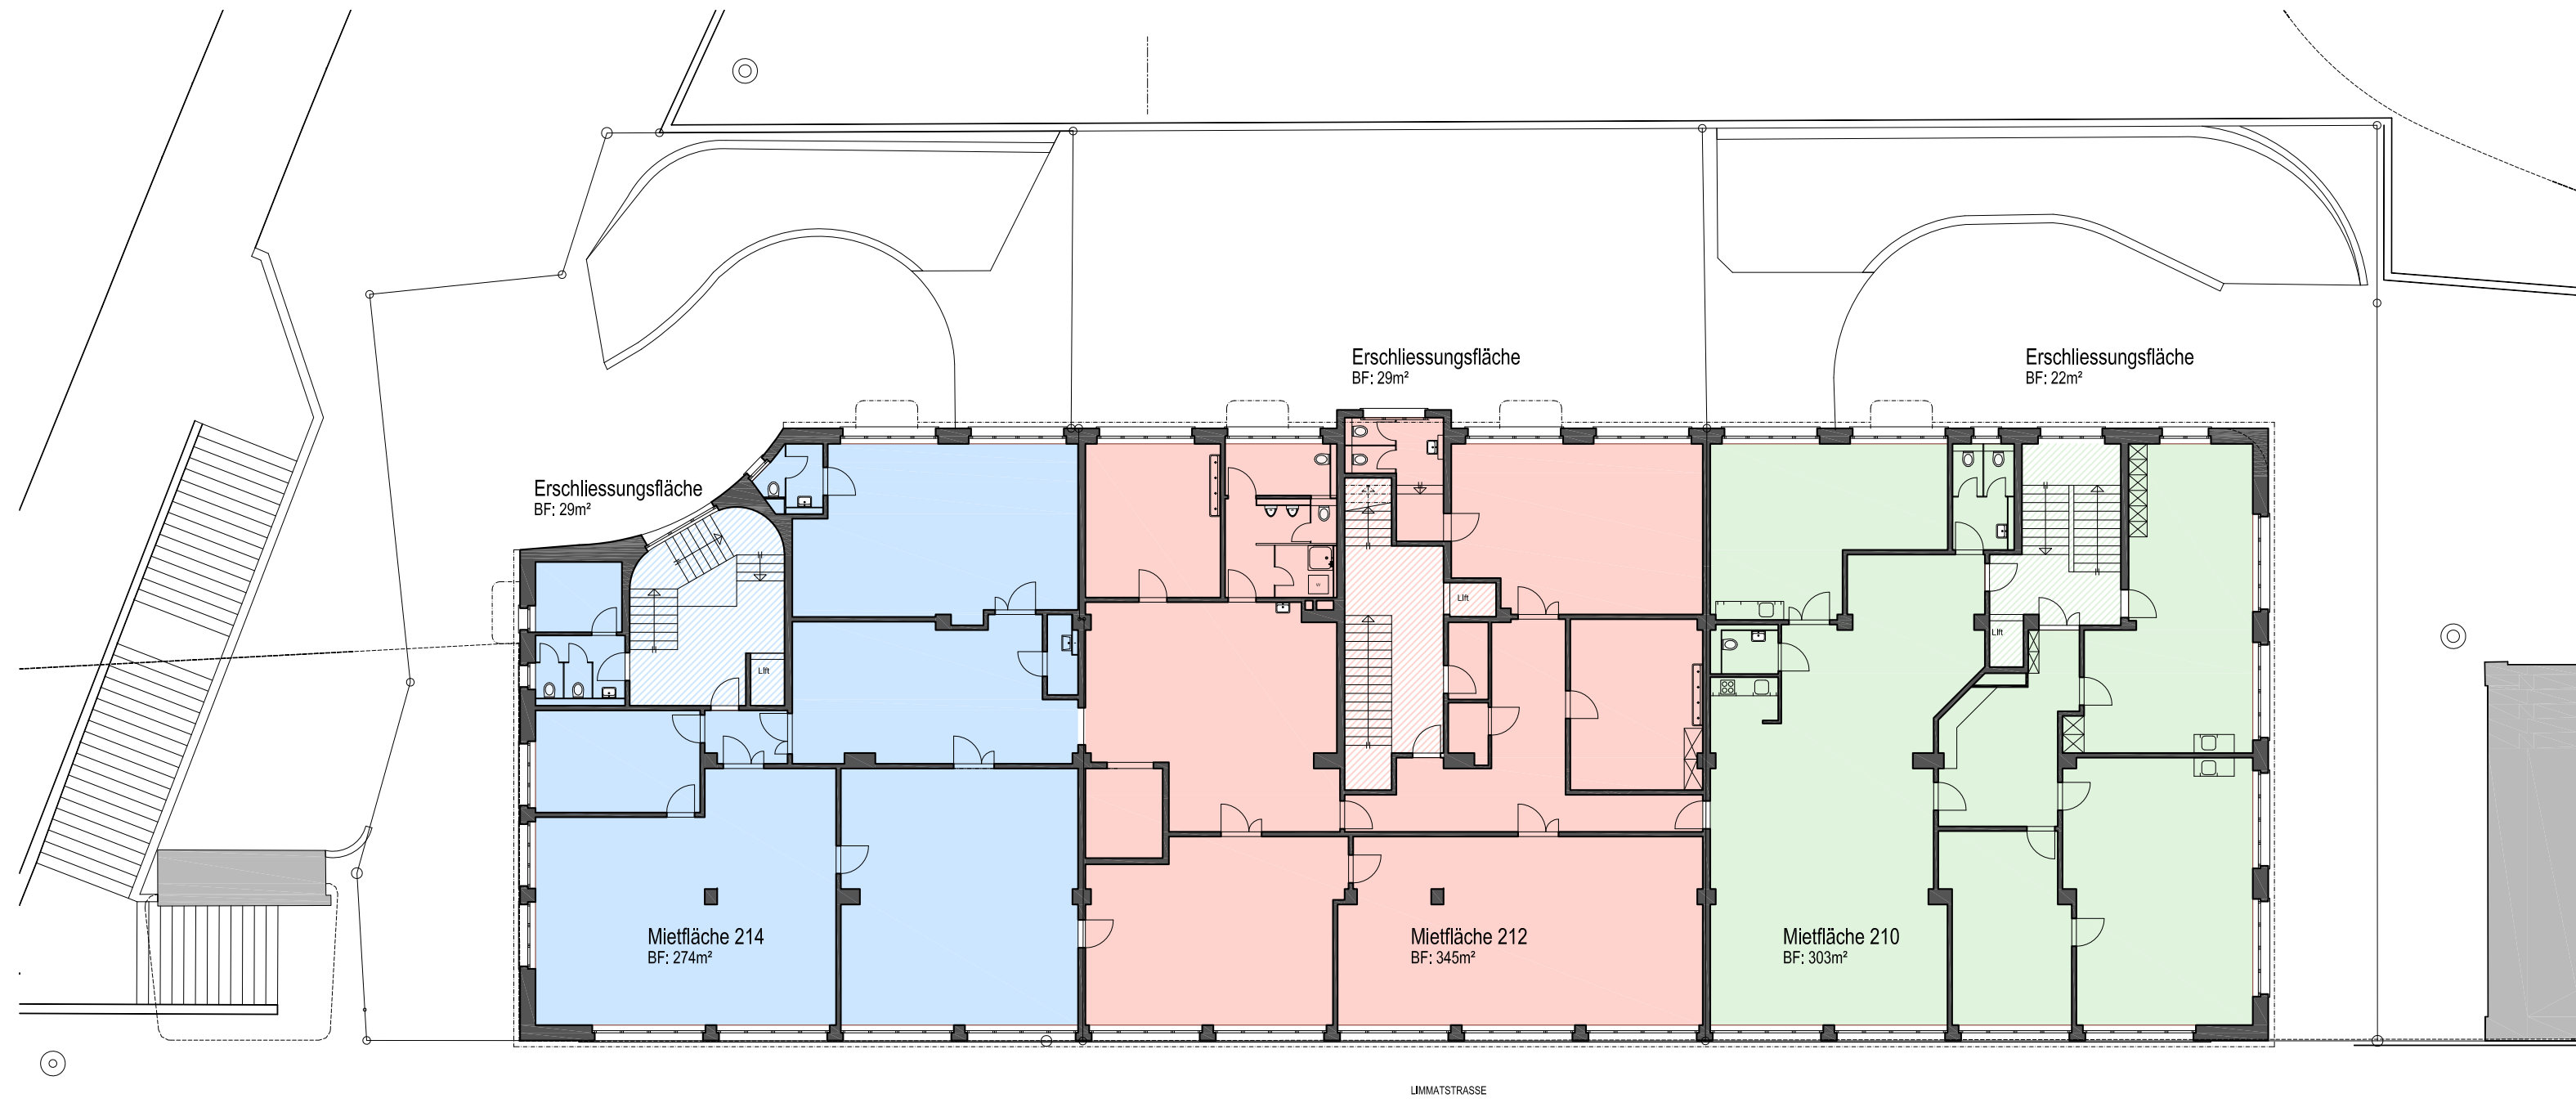 Erschliessungsfläche
BF: 29m²
Erschliessungsfläche
BF: 22m²
Erschliessungsfläche
BF: 29m²
Lift
Lift
Lift
Mietfläche 214
BF: 274m²
Mietfläche 212
BF: 345m²
Mietfläche 210
BF: 303m²
LIMMATSTRASSE